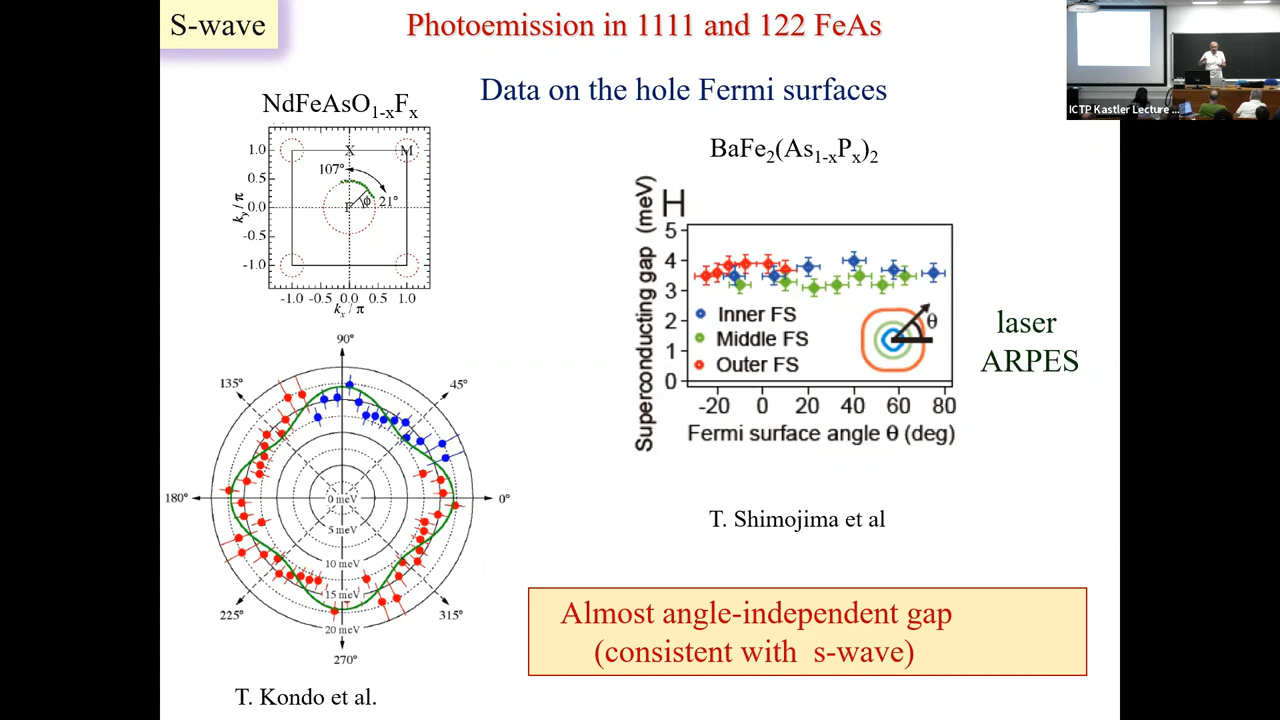 S-wave
Photoemission in 1111 and 122 FeAs
Data on the hole Fermi surfaces
ICTP Kastler Lecture ...
NdFeAsO1-xFx
1.0
0.5
0.0
-0.5
-1.0
ky / π
X
M
107°
Γ
ϕ
21°
-1.0 -0.5 0.0 0.5 1.0
kx / π
90°
135°
45°
180°
0°
225°
315°
270°
0 meV
5 meV
10 meV
15 meV
20 meV
T. Kondo et al.
BaFe2(As1-xPx)2
H
Superconducting gap (meV)
5
4
3
2
1
0
Inner FS
Middle FS
Outer FS
θ
-20 0 20 40 60 80
Fermi surface angle θ (deg)
laser
ARPES
T. Shimojima et al
Almost angle-independent gap
(consistent with s-wave)